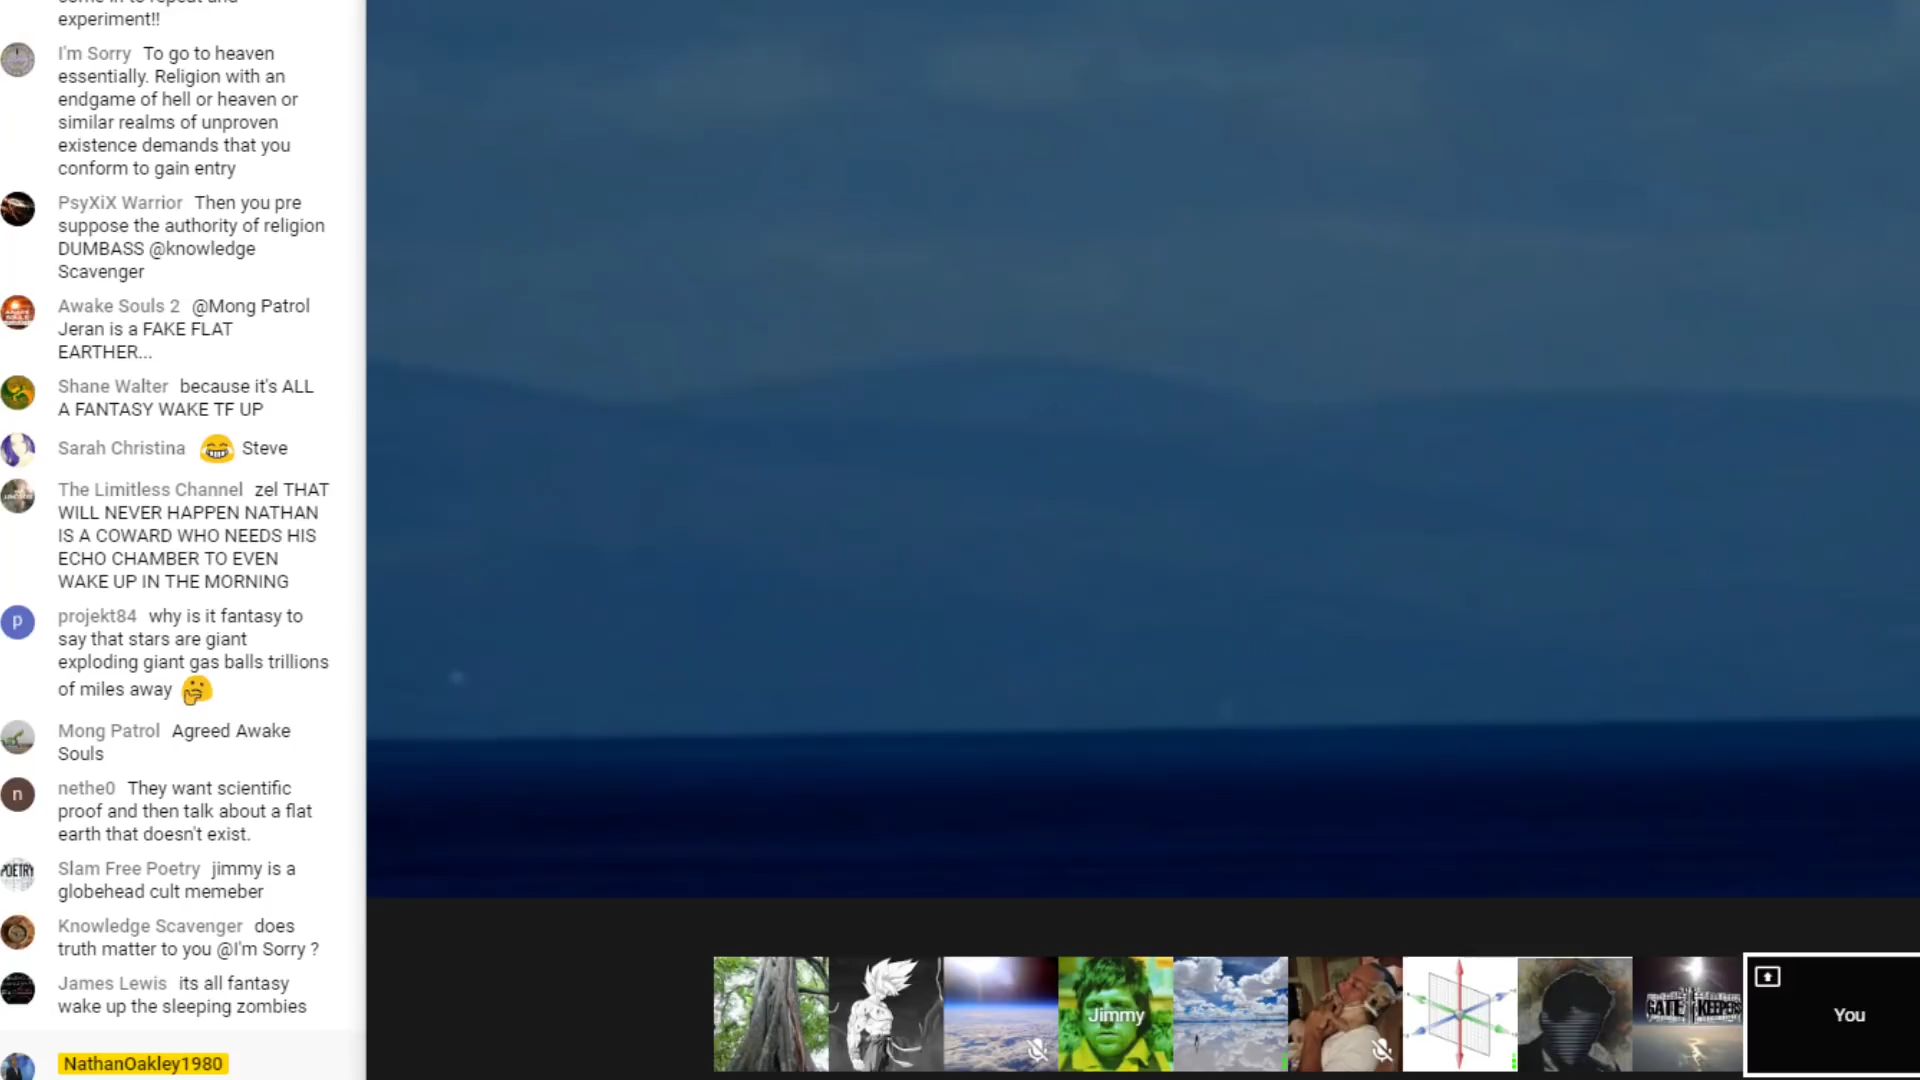 experiment!!
I'm Sorry To go to heaven
essentially. Religion with an
endgame of hell or heaven or
similar realms of unproven
existence demands that you
conform to gain entry
PsyXiX Warrior Then you pre
suppose the authority of religion
DUMBASS @knowledge
Scavenger
Awake Souls 2 @Mong Patrol
Jeran is a FAKE FLAT
EARTHER...
Shane Walter because it's ALL
A FANTASY WAKE TF UP
Sarah Christina 😂 Steve
The Limitless Channel zel THAT
WILL NEVER HAPPEN NATHAN
IS A COWARD WHO NEEDS HIS
ECHO CHAMBER TO EVEN
WAKE UP IN THE MORNING
p
projekt84 why is it fantasy to
say that stars are giant
exploding giant gas balls trillions
of miles away 🤔
Mong Patrol Agreed Awake
Souls
n
nethe0 They want scientific
proof and then talk about a flat
earth that doesn't exist.
POETRY
Slam Free Poetry jimmy is a
globehead cult memeber
Knowledge Scavenger does
truth matter to you @I'm Sorry ?
James Lewis its all fantasy
wake up the sleeping zombies
NathanOakley1980
Jimmy
GATE KEEPERS
You